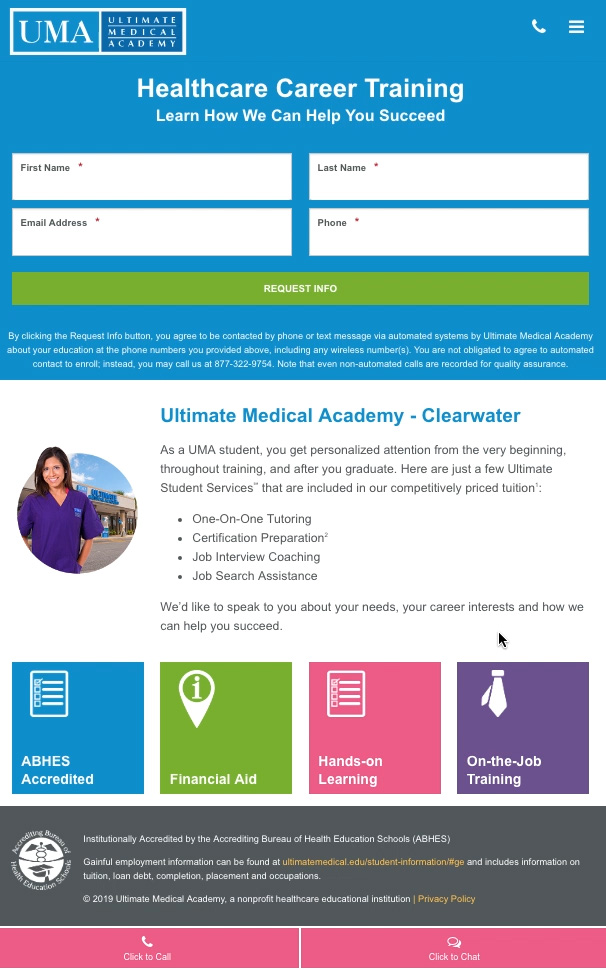 UMA ULTIMATE
MEDICAL
ACADEMY
Healthcare Career Training
Learn How We Can Help You Succeed
First Name * Last Name *
Email Address * Phone *
REQUEST INFO
By clicking the Request Info button, you agree to be contacted by phone or text message via automated systems by Ultimate Medical Academy
about your education at the phone numbers you provided above, including any wireless number(s). You are not obligated to agree to automated
contact to enroll; instead, you may call us at 877-322-9754. Note that even non-automated calls are recorded for quality assurance.
Ultimate Medical Academy - Clearwater
As a UMA student, you get personalized attention from the very beginning,
throughout training, and after you graduate. Here are just a few Ultimate
Student Services℠ that are included in our competitively priced tuition¹:
• One-On-One Tutoring
• Certification Preparation²
• Job Interview Coaching
• Job Search Assistance
We'd like to speak to you about your needs, your career interests and how we
can help you succeed.
ABHES
Accredited
Financial Aid
Hands-on
Learning
On-the-Job
Training
Accrediting Bureau of
Health Education Schools
Institutionally Accredited by the Accrediting Bureau of Health Education Schools (ABHES)
Gainful employment information can be found at ultimatemedical.edu/student-information/#ge and includes information on
tuition, loan debt, completion, placement and occupations.
© 2019 Ultimate Medical Academy, a nonprofit healthcare educational institution | Privacy Policy
Click to Call
Click to Chat